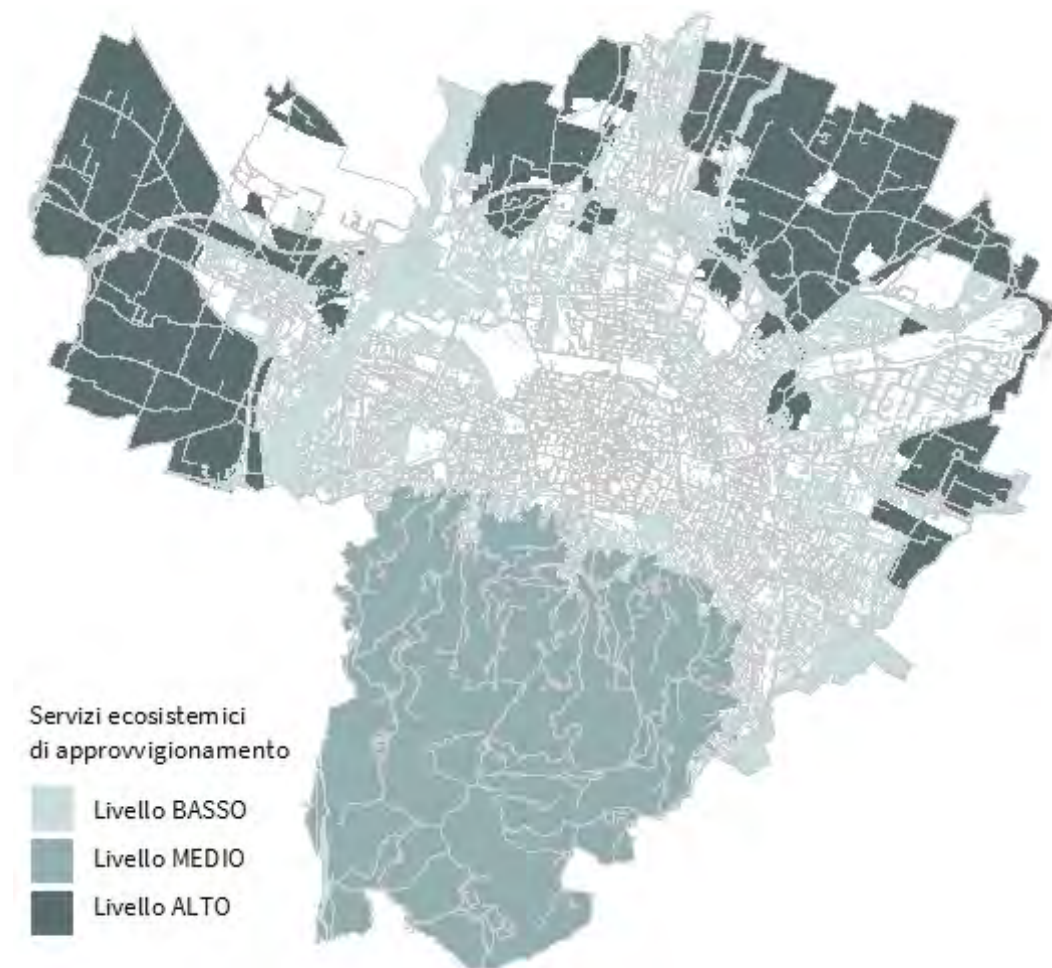 Servizi ecosistemici
di approvvigionamento
Livello BASSO
Livello MEDIO
Livello ALTO